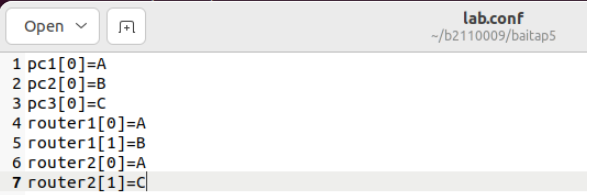 Open
lab.conf
~/b2110009/baitap5
1 pc1[0]=A
2 pc2[0]=B
3 pc3[0]=C
4 router1[0]=A
5 router1[1]=B
6 router2[0]=A
7 router2[1]=C